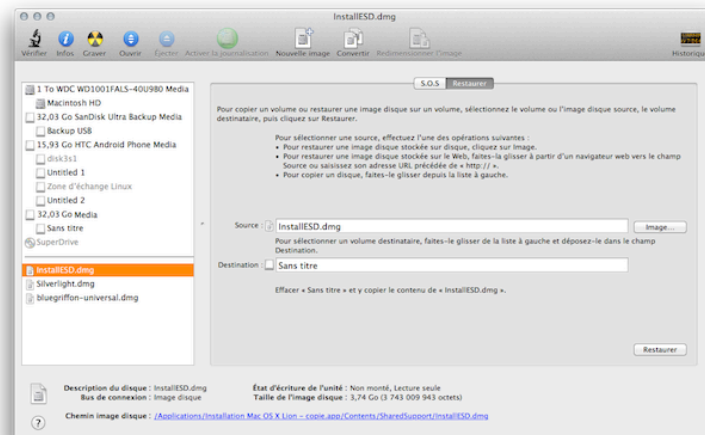 InstallESD.dmg
Vérifier Infos Graver Ouvrir Éjecter Activer la journalisation Nouvelle image Convertir Redimensionner l'image Historique
1 To WDC WD1001FALS-40U980 Media
Macintosh HD
32,03 Go SanDisk Ultra Backup Media
Backup USB
15,93 Go HTC Android Phone Media
disk3s1
Untitled 1
Zone d'échange Linux
Untitled 2
32,03 Go Media
Sans titre
SuperDrive
InstallESD.dmg
Silverlight.dmg
bluegriffon-universal.dmg
S.O.S Restaurer
Pour copier un volume ou restaurer une image disque sur un volume, sélectionnez le volume ou l'image disque source, le volume
destinataire, puis cliquez sur Restaurer.
Pour sélectionner une source, effectuez l'une des opérations suivantes :
• Pour restaurer une image disque stockée sur disque, cliquez sur Image.
• Pour restaurer une image disque stockée sur le Web, faites-la glisser à partir d'un navigateur web vers le champ
Source ou saisissez son adresse URL précédée de « http:// ».
• Pour copier un disque, faites-le glisser depuis la liste à gauche.
Source : InstallESD.dmg Image...
Pour sélectionner un volume destinataire, faites-le glisser de la liste à gauche et déposez-le dans le champ
Destination.
Destination : Sans titre
Effacer « Sans titre » et y copier le contenu de « InstallESD.dmg ».
Restaurer
Description du disque : InstallESD.dmg État d'écriture de l'unité : Non monté, Lecture seule
Bus de connexion : Image disque Taille de l'image disque : 3,74 Go (3 743 009 943 octets)
Chemin image disque : /Applications/Installation Mac OS X Lion - copie.app/Contents/SharedSupport/InstallESD.dmg
?